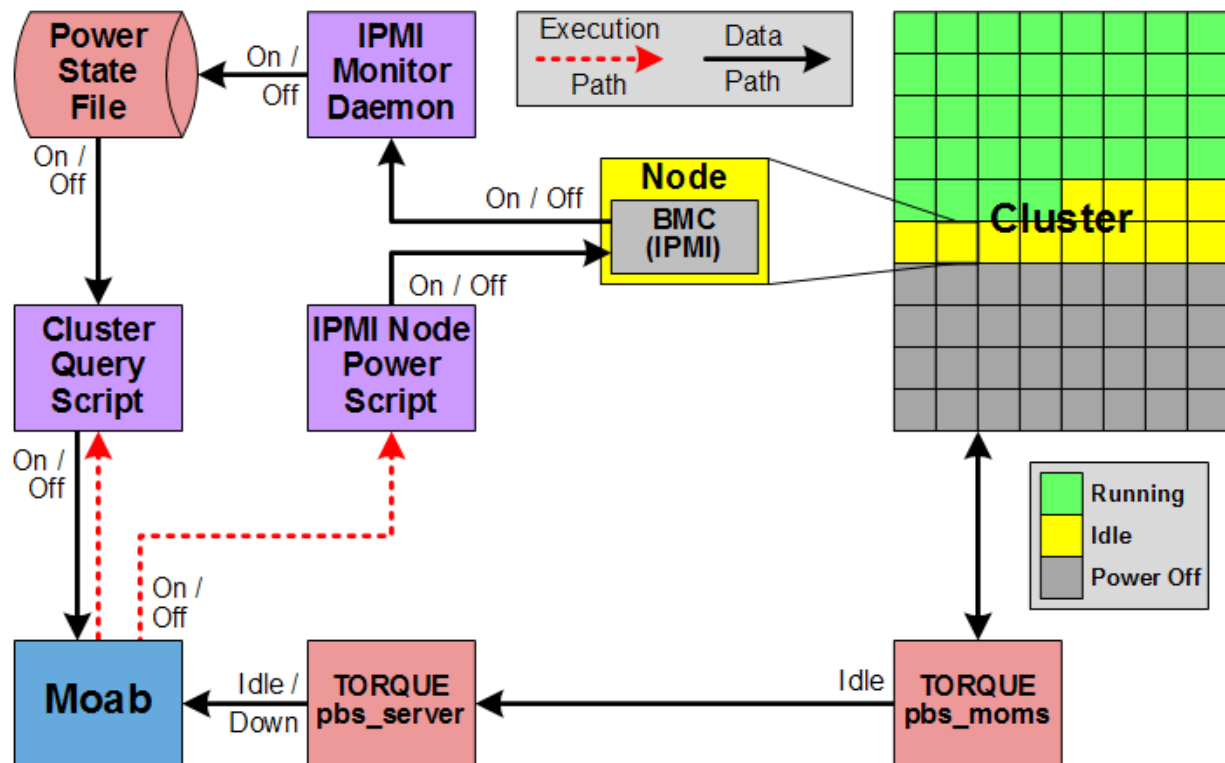 Power
State
File
On /
Off
IPMI
Monitor
Daemon
Execution
Path
Data
Path
On /
Off
On / Off
Node
BMC
(IPMI)
Cluster
On / Off
Cluster
Query
Script
IPMI Node
Power
Script
On /
Off
On /
Off
Running
Idle
Power Off
Moab
Idle /
Down
TORQUE
pbs_server
Idle
TORQUE
pbs_moms